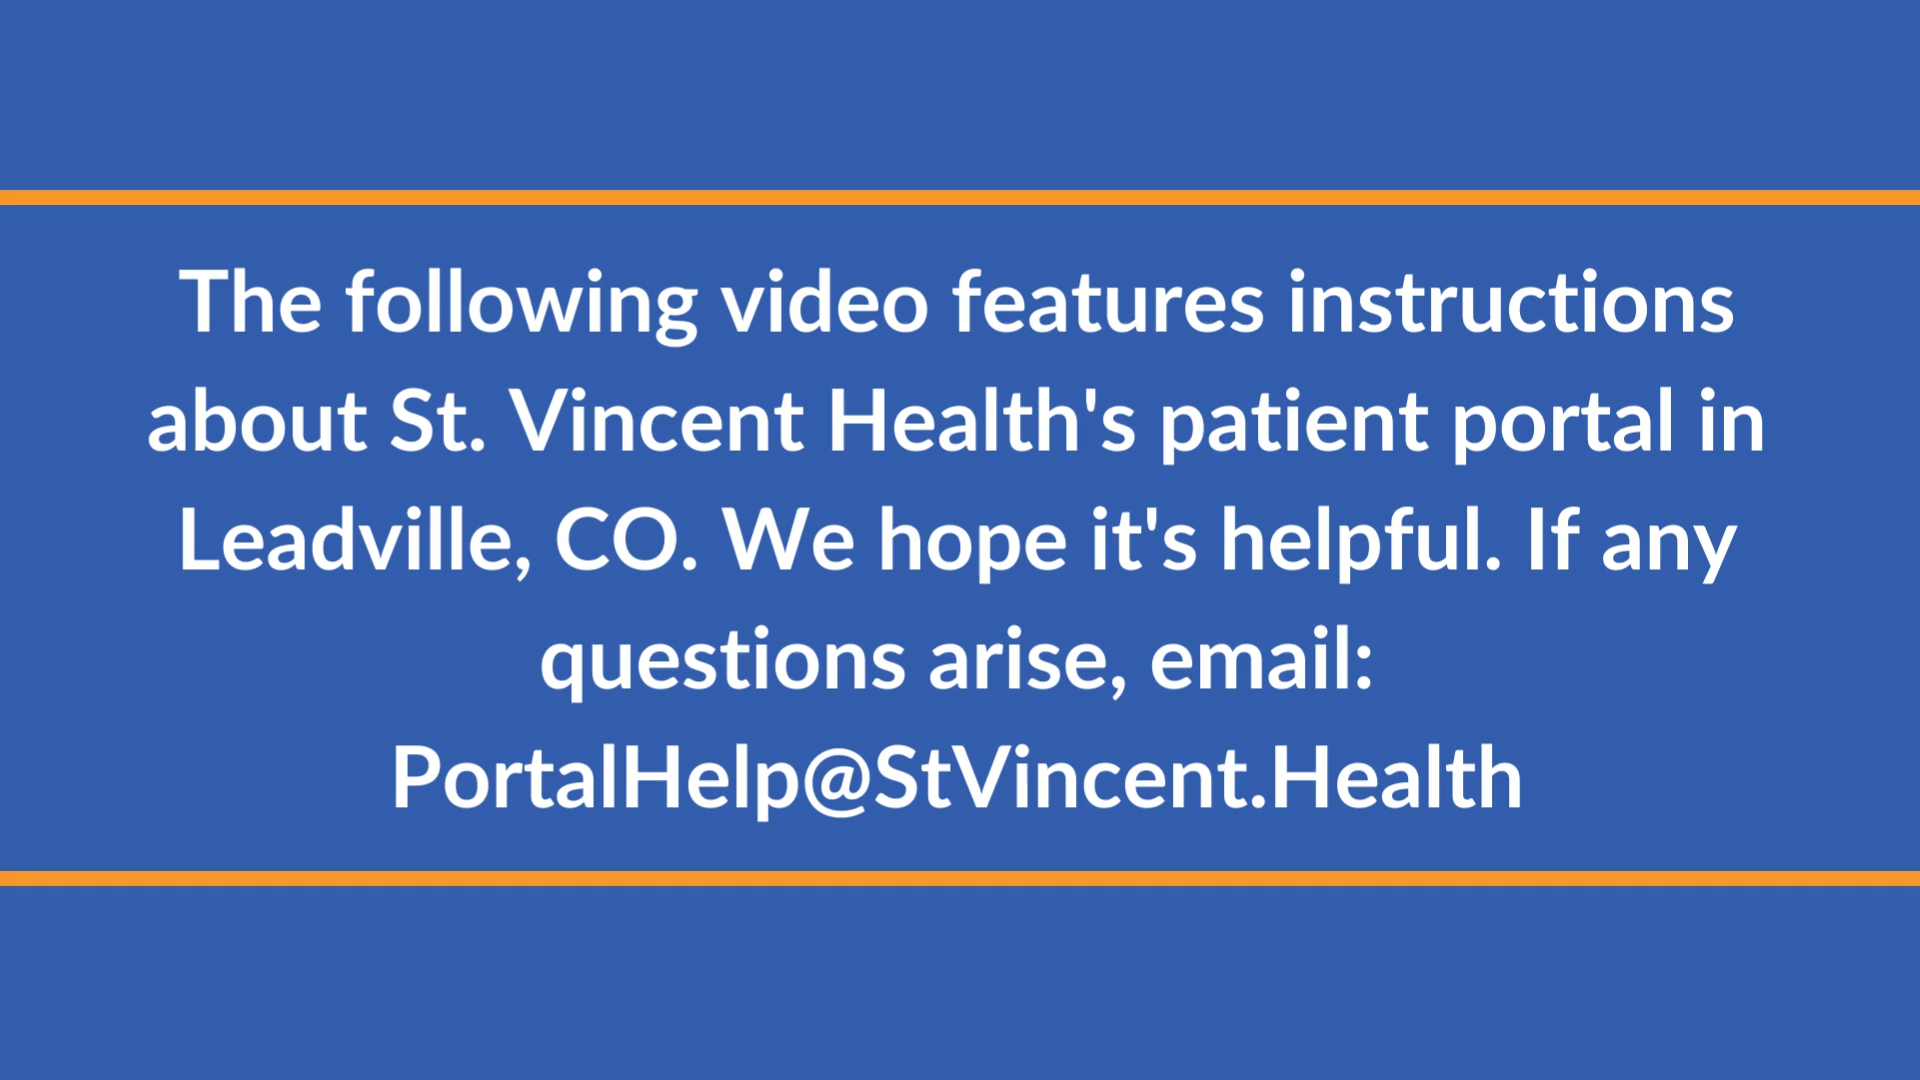 The following video features instructions
about St. Vincent Health's patient portal in
Leadville, CO. We hope it's helpful. If any
questions arise, email:
PortalHelp@StVincent.Health